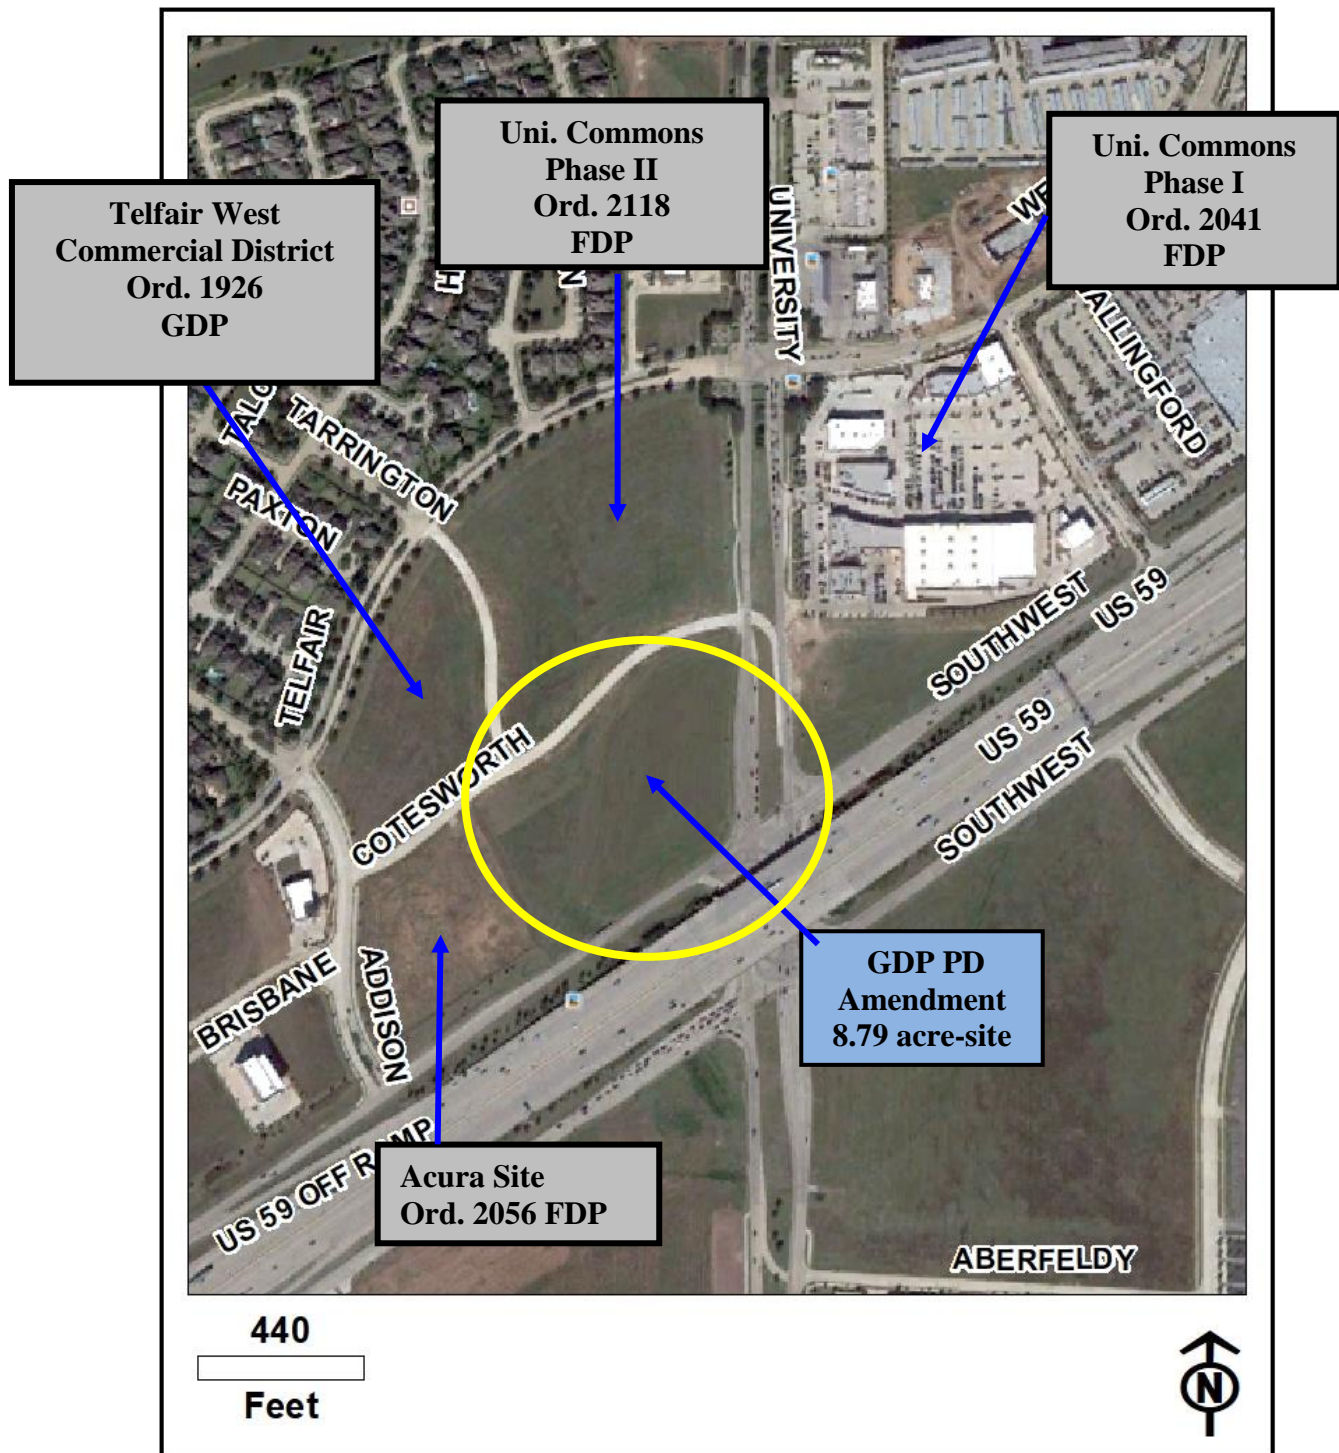 Uni. Commons
Phase II
Ord. 2118
FDP
Uni. Commons
Phase I
Ord. 2041
FDP
Telfair West
Commercial District
Ord. 1926
GDP
UNIVERSITY
ALLINGFORD
TARRINGTON
PAXTON
TELFAIR
SOUTHWEST
US 59
US 59
SOUTHWEST
COTESWORTH
BRISBANE
ADDISON
GDP PD
Amendment
8.79 acre-site
US 59 OFF R MP
Acura Site
Ord. 2056 FDP
ABERFELDY
440
Feet
N